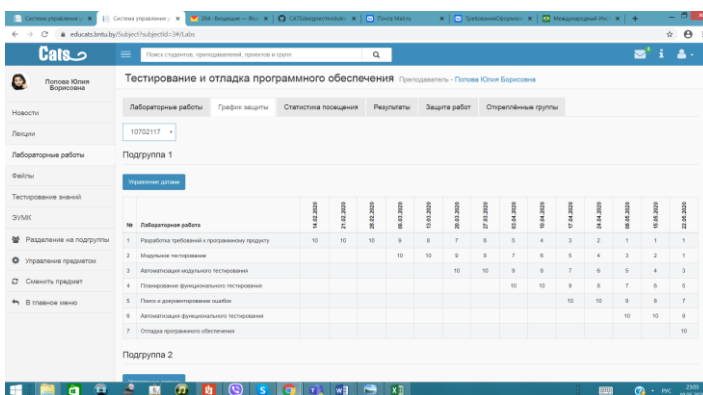 Система управления у
Система управления у
educats.bntu.by/Subject?subjectId=3#/Labs
Cats
Поиск студентов, преподавателей, проектов и групп
Попова Юлия
Борисовна
Тестирование и отладка программного обеспечения Преподаватель - Попова Юлия Борисовна
Новости
Лекции
Лабораторные работы
Файлы
Тестирование знаний
ЭУМК
Разделение на подгруппы
Управление предметом
Сменить предмет
В главное меню
Лабораторные работы График защиты Статистика посещения Результаты Защита работ Откреплённые группы
10702117
Подгруппа 1
Управление датами
№ Лабораторная работа 14.02.2020 21.02.2020 28.02.2020 06.03.2020 13.03.2020 20.03.2020 27.03.2020 03.04.2020 10.04.2020 17.04.2020 24.04.2020 08.05.2020 15.05.2020 22.05.2020
1 Разработка требований к программному продукту 10 10 10 9 8 7 6 5 4 3 2 1 1 1
2 Модульное тестирование 10 10 9 8 7 6 5 4 3 2 1
3 Автоматизация модульного тестирования 10 10 9 8 7 6 5 4 3
4 Планирование функционального тестирования 10 10 9 8 7 6 5
5 Поиск и документирование ошибок 10 10 9 8 7
6 Автоматизация функционального тестирования 10 10 9
7 Отладка программного обеспечения 10
Подгруппа 2
РУС
23:05